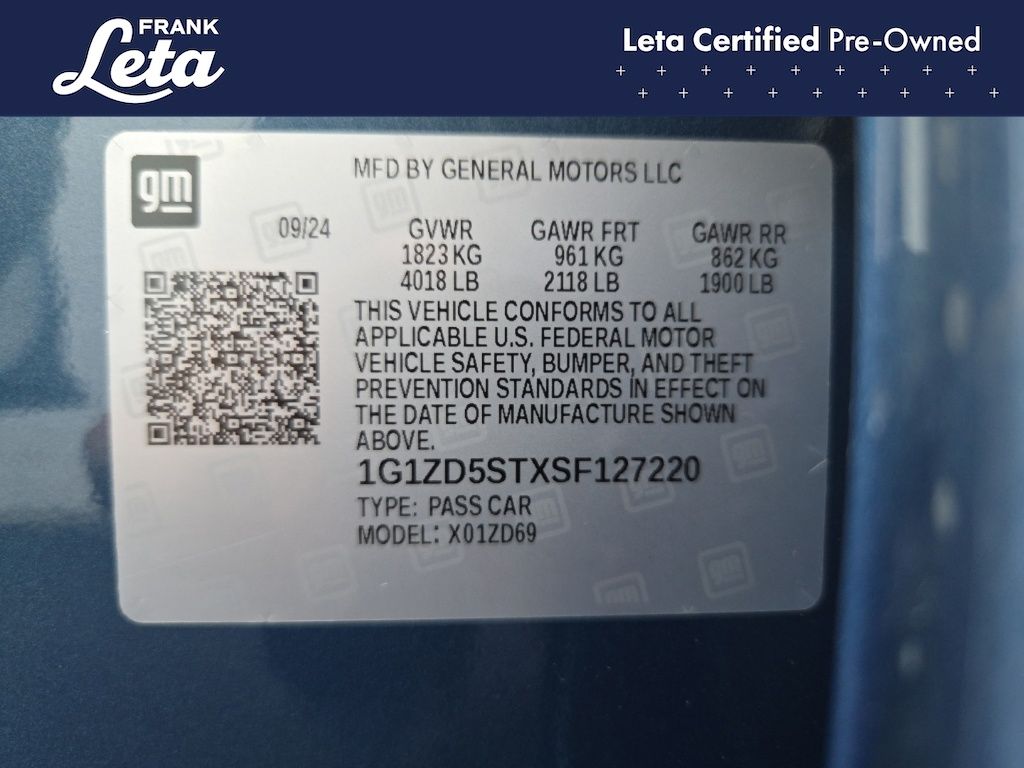 FRANK
Leta
Leta Certified Pre-Owned
gm
MFD BY GENERAL MOTORS LLC
09/24 GVWR GAWR FRT GAWR RR
1823 KG 961 KG 862 KG
4018 LB 2118 LB 1900 LB
THIS VEHICLE CONFORMS TO ALL
APPLICABLE U.S. FEDERAL MOTOR
VEHICLE SAFETY, BUMPER, AND THEFT
PREVENTION STANDARDS IN EFFECT ON
THE DATE OF MANUFACTURE SHOWN
ABOVE.
1G1ZD5STXSF127220
TYPE: PASS CAR
MODEL: X01ZD69